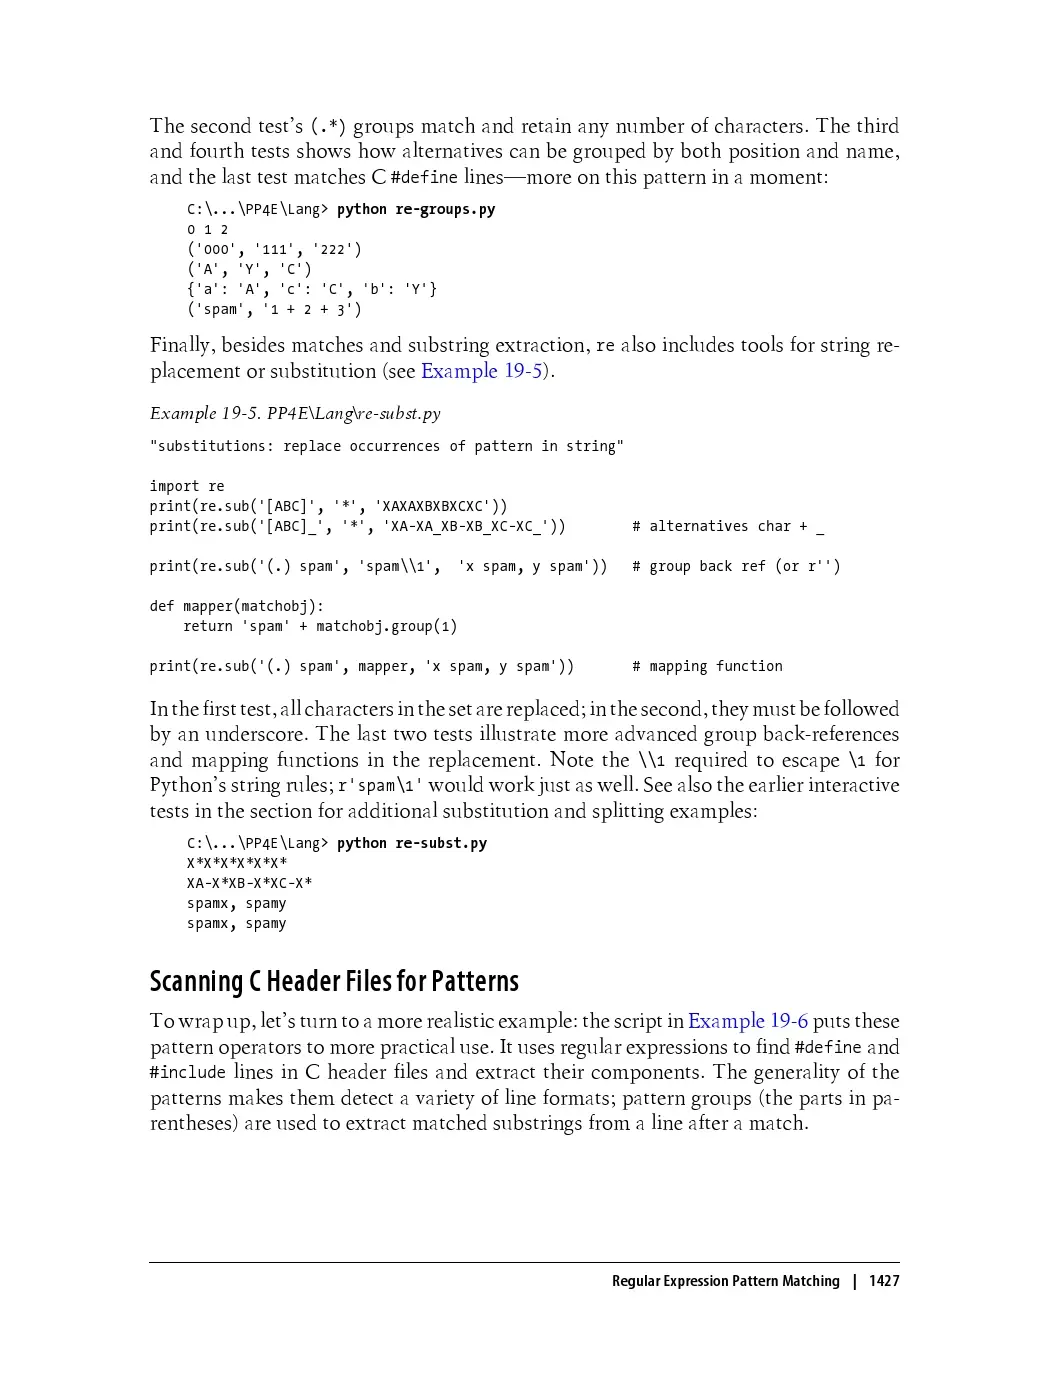 The second test’s (.*) groups match and retain any number of characters. The third
and fourth tests shows how alternatives can be grouped by both position and name,
and the last test matches C #define lines—more on this pattern in a moment:
C:\...\PP4E\Lang> python re-groups.py
0 1 2
('000', '111', '222')
('A', 'Y', 'C')
{'a': 'A', 'c': 'C', 'b': 'Y'}
('spam', '1 + 2 + 3')
Finally, besides matches and substring extraction, re also includes tools for string re-
placement or substitution (see Example 19-5).
Example 19-5. PP4E\Lang\re-subst.py
"substitutions: replace occurrences of pattern in string"
import re
print(re.sub('[ABC]', '*', 'XAXAXBXBXCXC'))
print(re.sub('[ABC]_', '*', 'XA-XA_XB-XB_XC-XC_'))        # alternatives char + _
print(re.sub('(.) spam', 'spam\\1',  'x spam, y spam'))   # group back ref (or r'')
def mapper(matchobj):
    return 'spam' + matchobj.group(1)
print(re.sub('(.) spam', mapper, 'x spam, y spam'))       # mapping function
In the first test, all characters in the set are replaced; in the second, they must be followed
by an underscore. The last two tests illustrate more advanced group back-references
and mapping functions in the replacement. Note the \\1 required to escape \1 for
Python’s string rules; r'spam\1' would work just as well. See also the earlier interactive
tests in the section for additional substitution and splitting examples:
C:\...\PP4E\Lang> python re-subst.py
X*X*X*X*X*X*
XA-X*XB-X*XC-X*
spamx, spamy
spamx, spamy
Scanning C Header Files for Patterns
To wrap up, let’s turn to a more realistic example: the script in Example 19-6 puts these
pattern operators to more practical use. It uses regular expressions to find #define and
#include lines in C header files and extract their components. The generality of the
patterns makes them detect a variety of line formats; pattern groups (the parts in pa-
rentheses) are used to extract matched substrings from a line after a match.
Regular Expression Pattern Matching | 1427